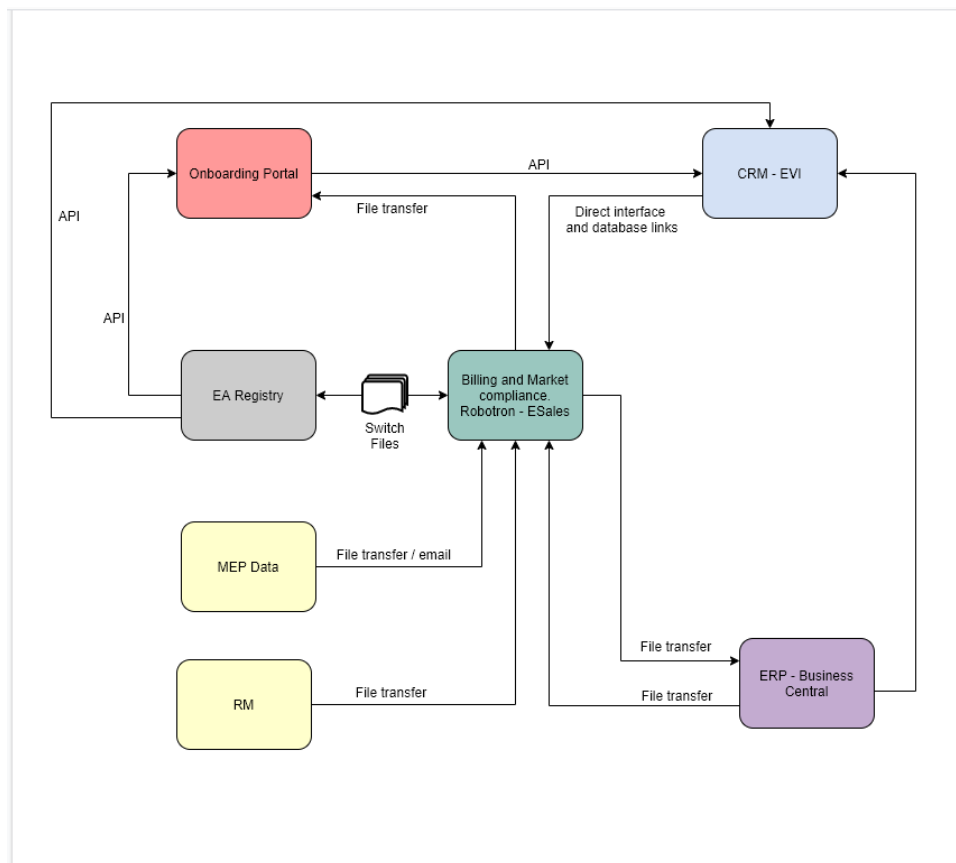 Onboarding Portal
API
CRM - EVI
File transfer
Direct interface
and database links
API
API
EA Registry
Switch
Files
Billing and Market
compliance.
Robotron - ESales
MEP Data
File transfer / email
RM
File transfer
File transfer
File transfer
ERP - Business
Central